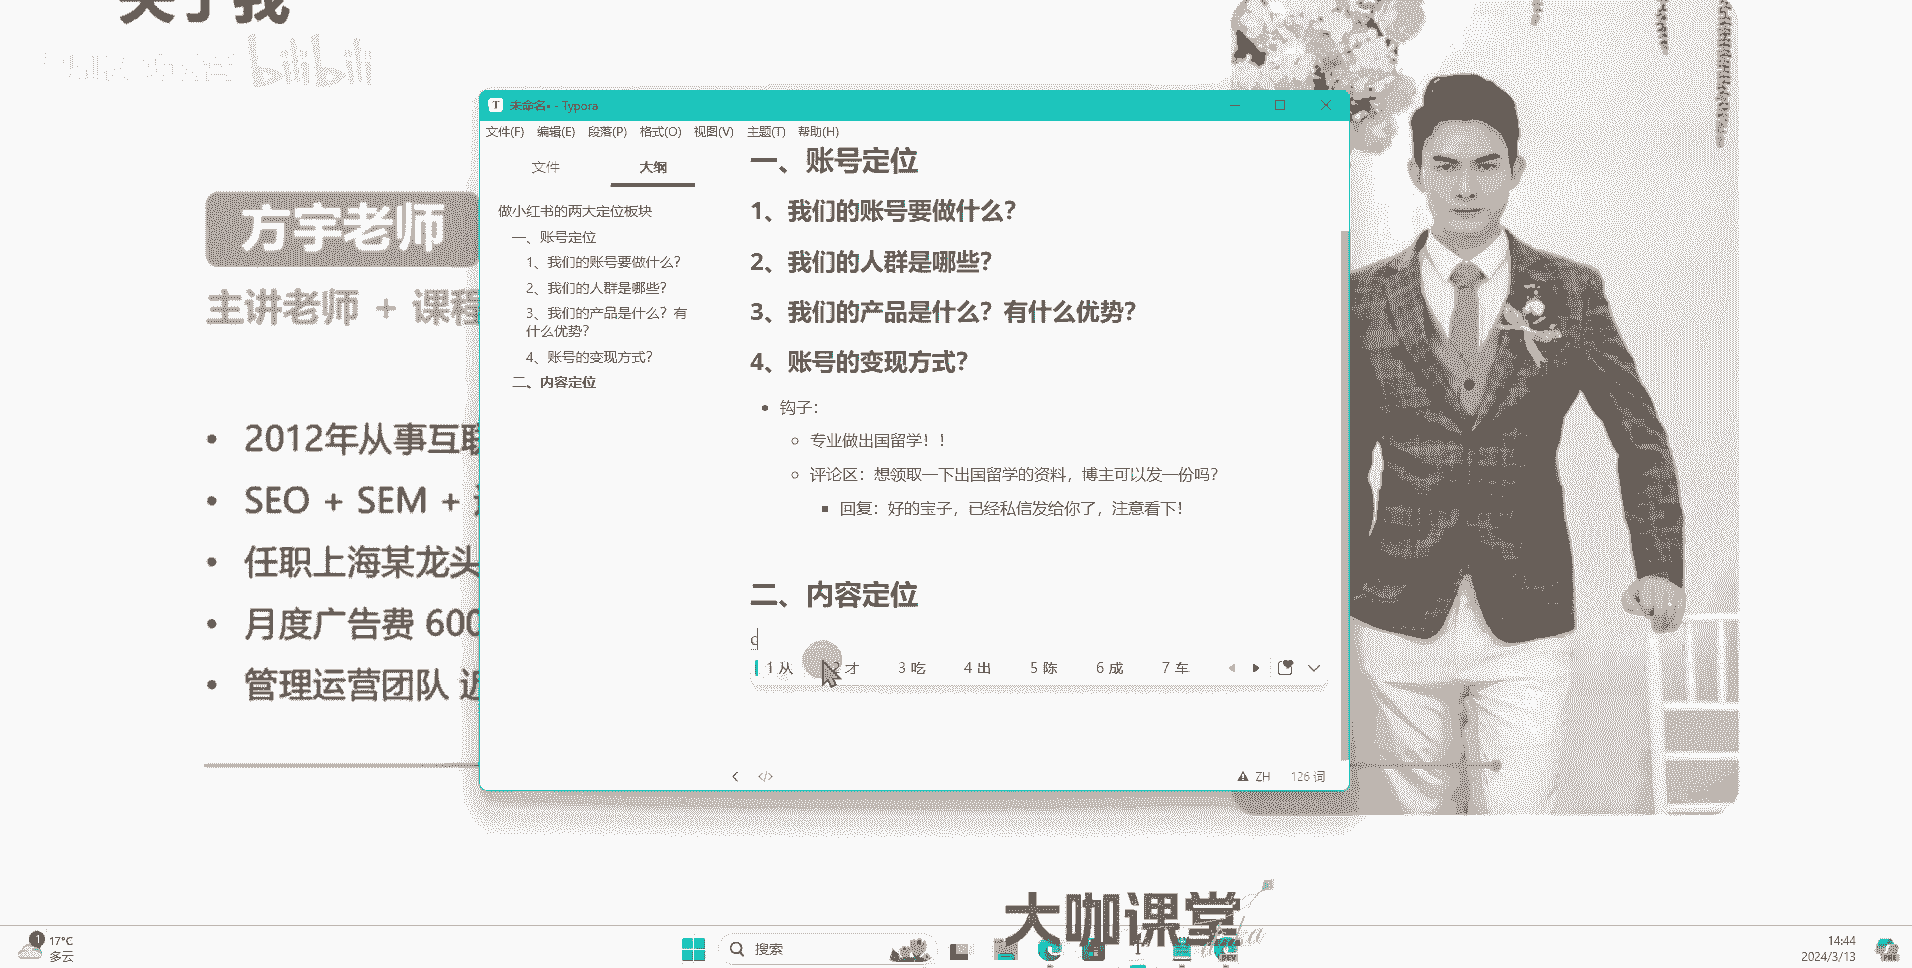 关于我
bilibili
未命名• - Typora
文件(F) 编辑(E) 段落(P) 格式(O) 视图(V) 主题(T) 帮助(H)
文件 大纲
做小红书的两大定位板块
一、账号定位
1、我们的账号要做什么？
2、我们的人群是哪些？
3、我们的产品是什么？有
什么优势？
4、账号的变现方式？
二、内容定位
一、账号定位
1、我们的账号要做什么？
2、我们的人群是哪些？
3、我们的产品是什么？有什么优势？
4、账号的变现方式？
钩子：
专业做出国留学！！
评论区：想领取一下出国留学的资料，博主可以发一份吗？
回复：好的宝子，已经私信发给你了，注意看下！
二、内容定位
c
1 从 2 才 3 吃 4 出 5 陈 6 成 7 车
ZH 126 词
方宇老师
主讲老师 + 课程
2012年从事互联
SEO + SEM +
任职上海某龙头
月度广告费 600
管理运营团队 近
大咖课堂
1
17°C
多云
搜索
14:44
2024/3/13